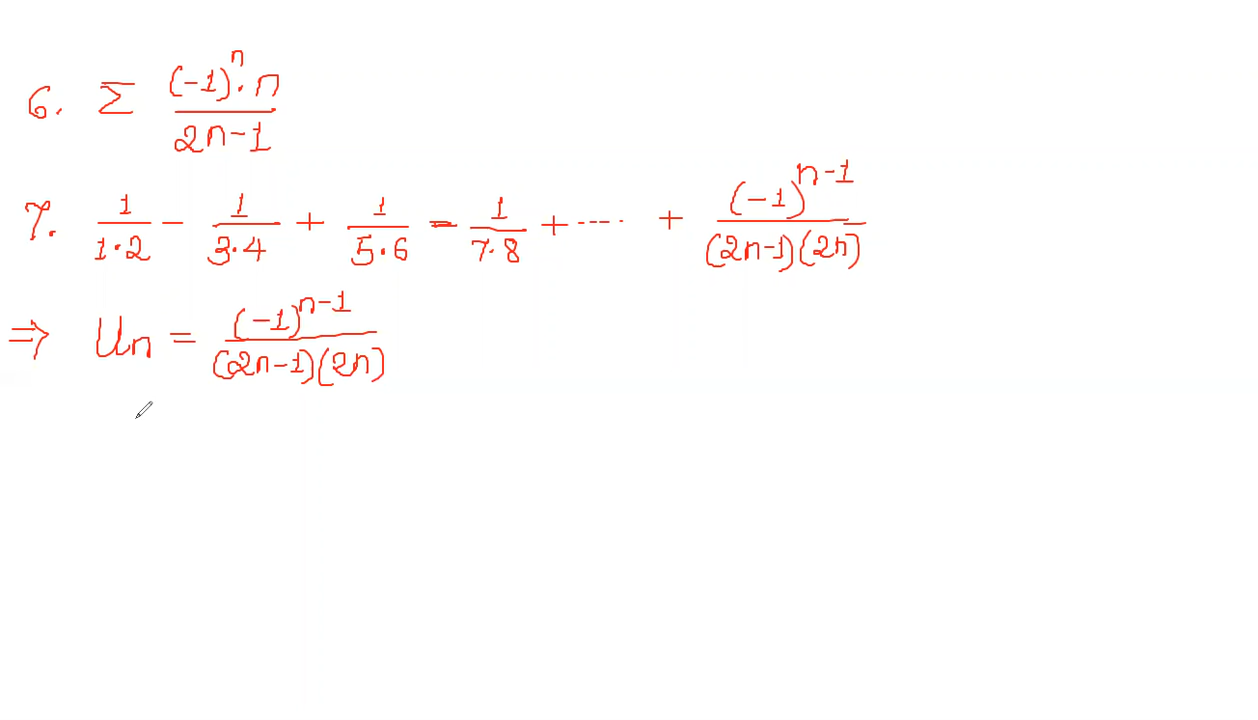 6. Σ (-1)^n · n / 2n-1
7. 1/1·2 - 1/3·4 + 1/5·6 - 1/7·8 + ---- + (-1)^(n-1) / (2n-1)(2n)
⇒ Un = (-1)^(n-1) / (2n-1)(2n)